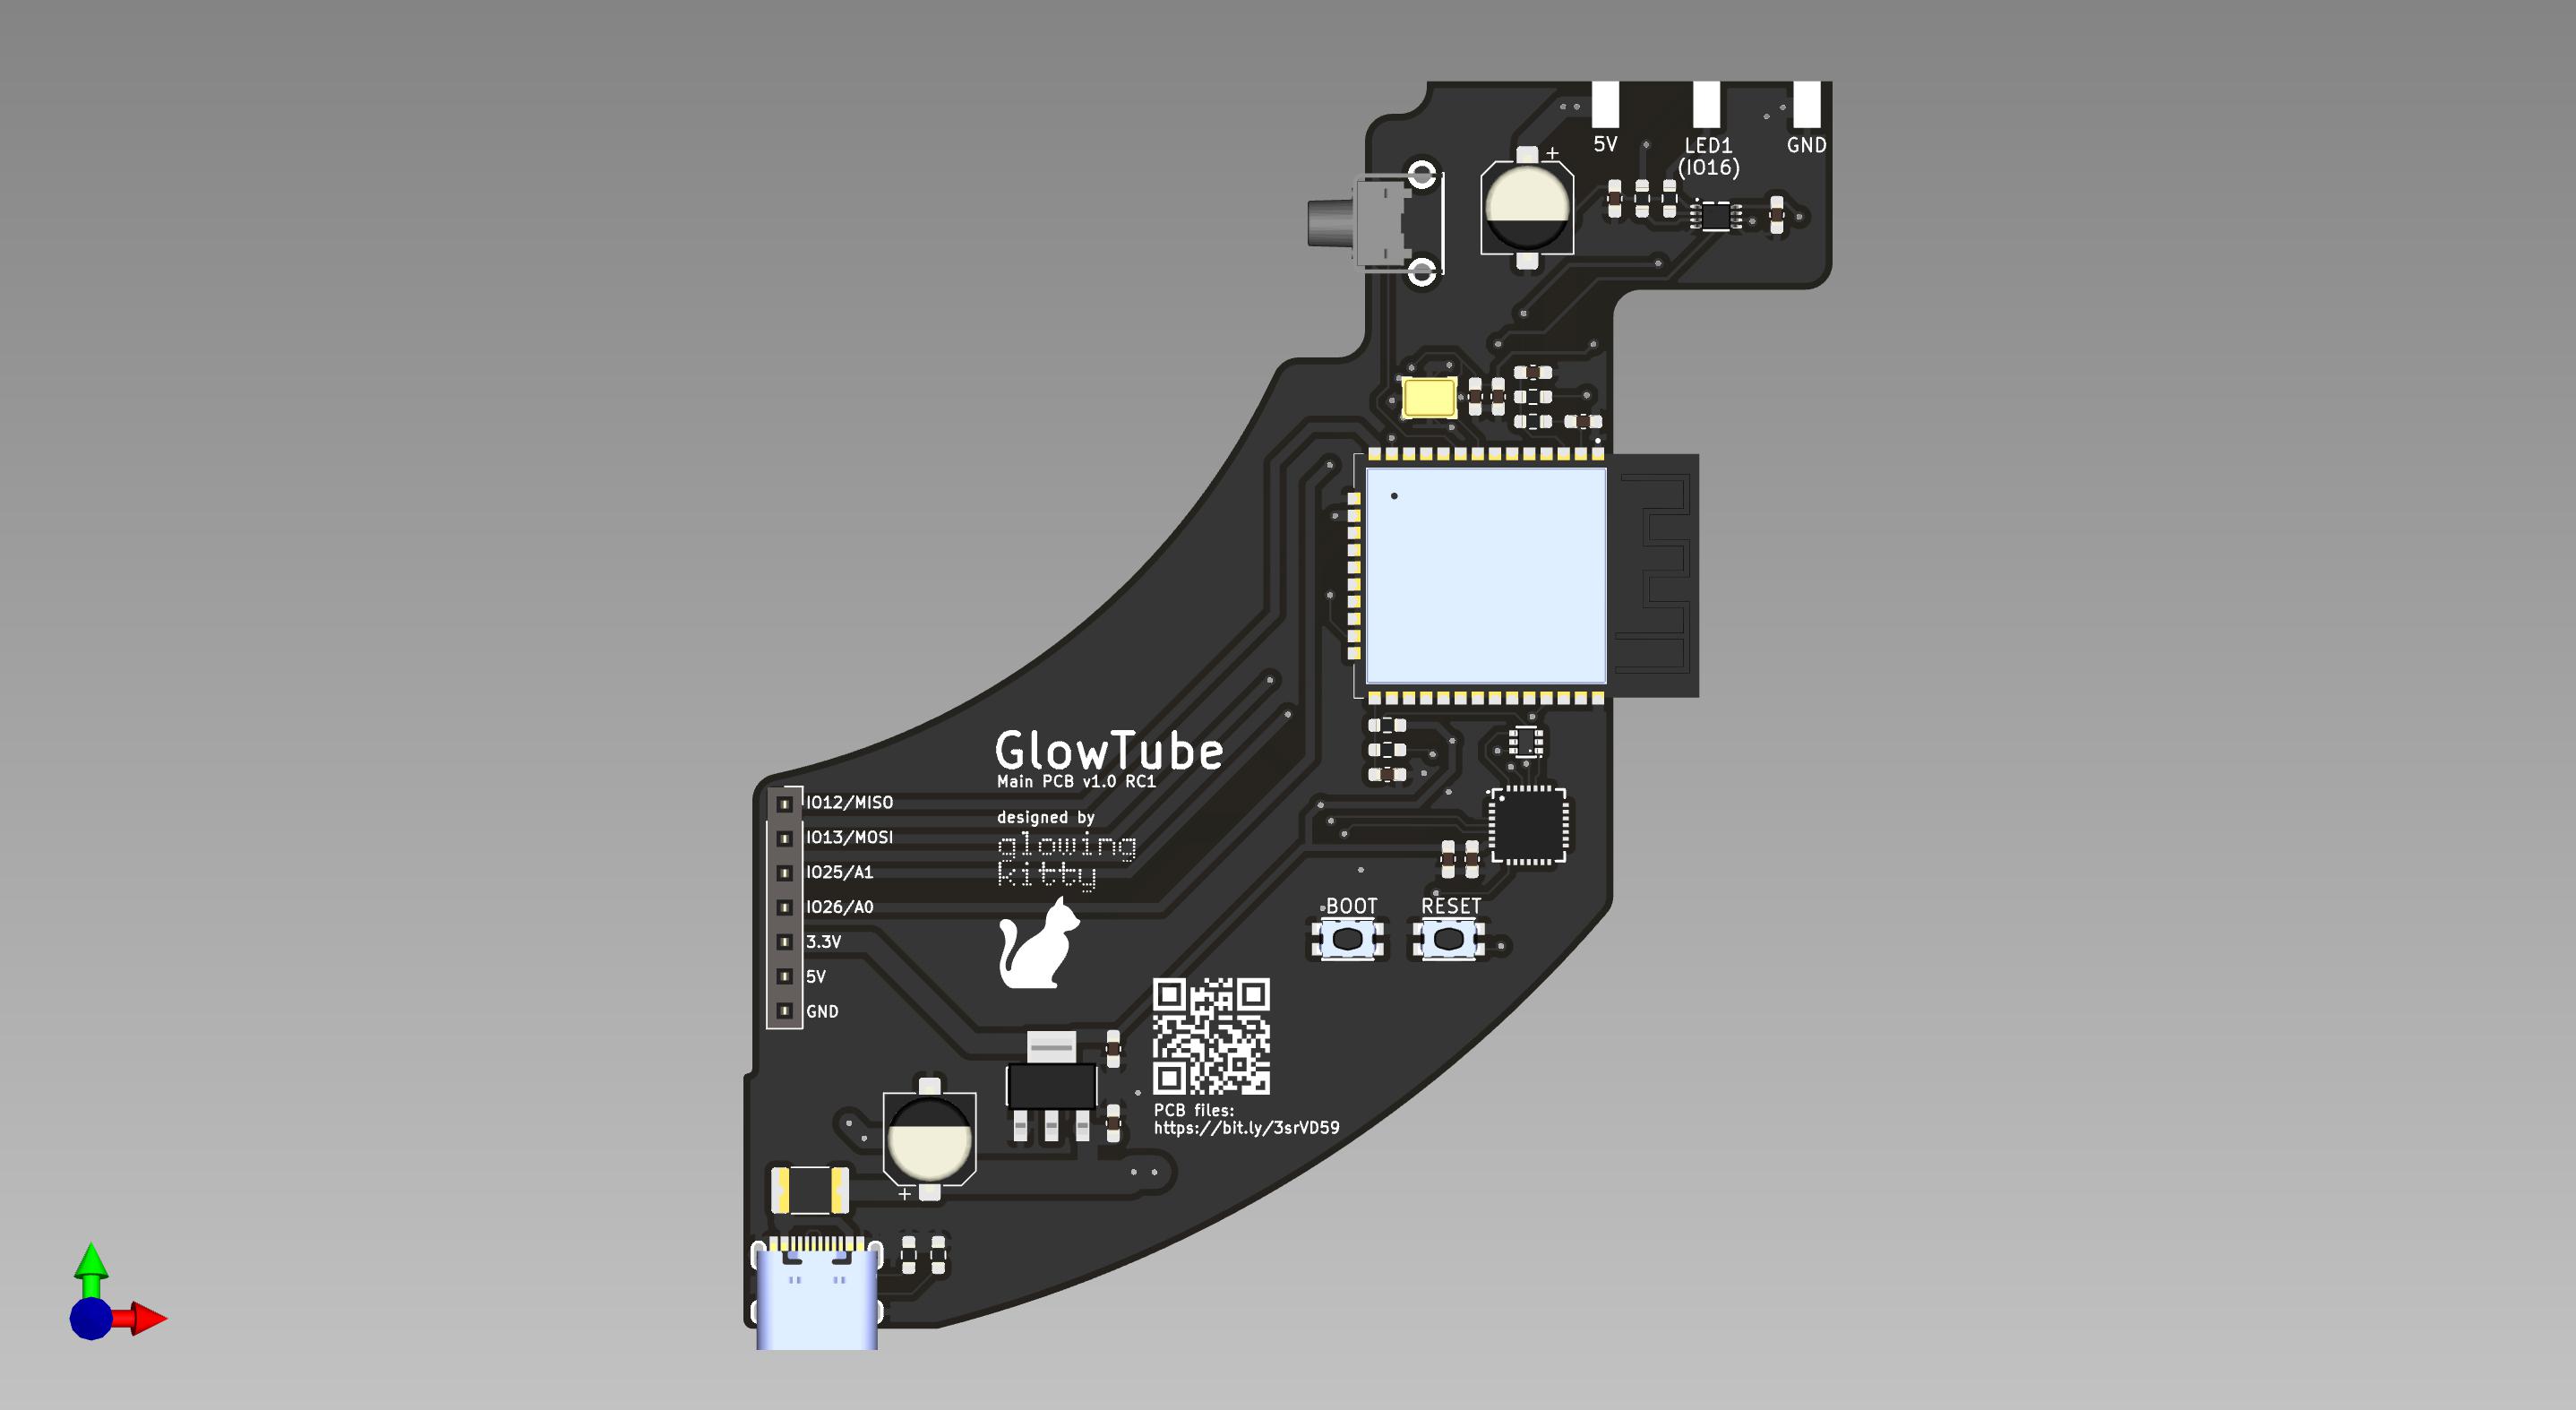 5V
LED1
(IO16)
GND
+
GlowTube
Main PCB v1.0 RC1
designed by
glowing
kitty
IO12/MISO
IO13/MOSI
IO25/A1
IO26/A0
3.3V
5V
GND
BOOT
RESET
PCB files:
https://bit.ly/3srVD59
+